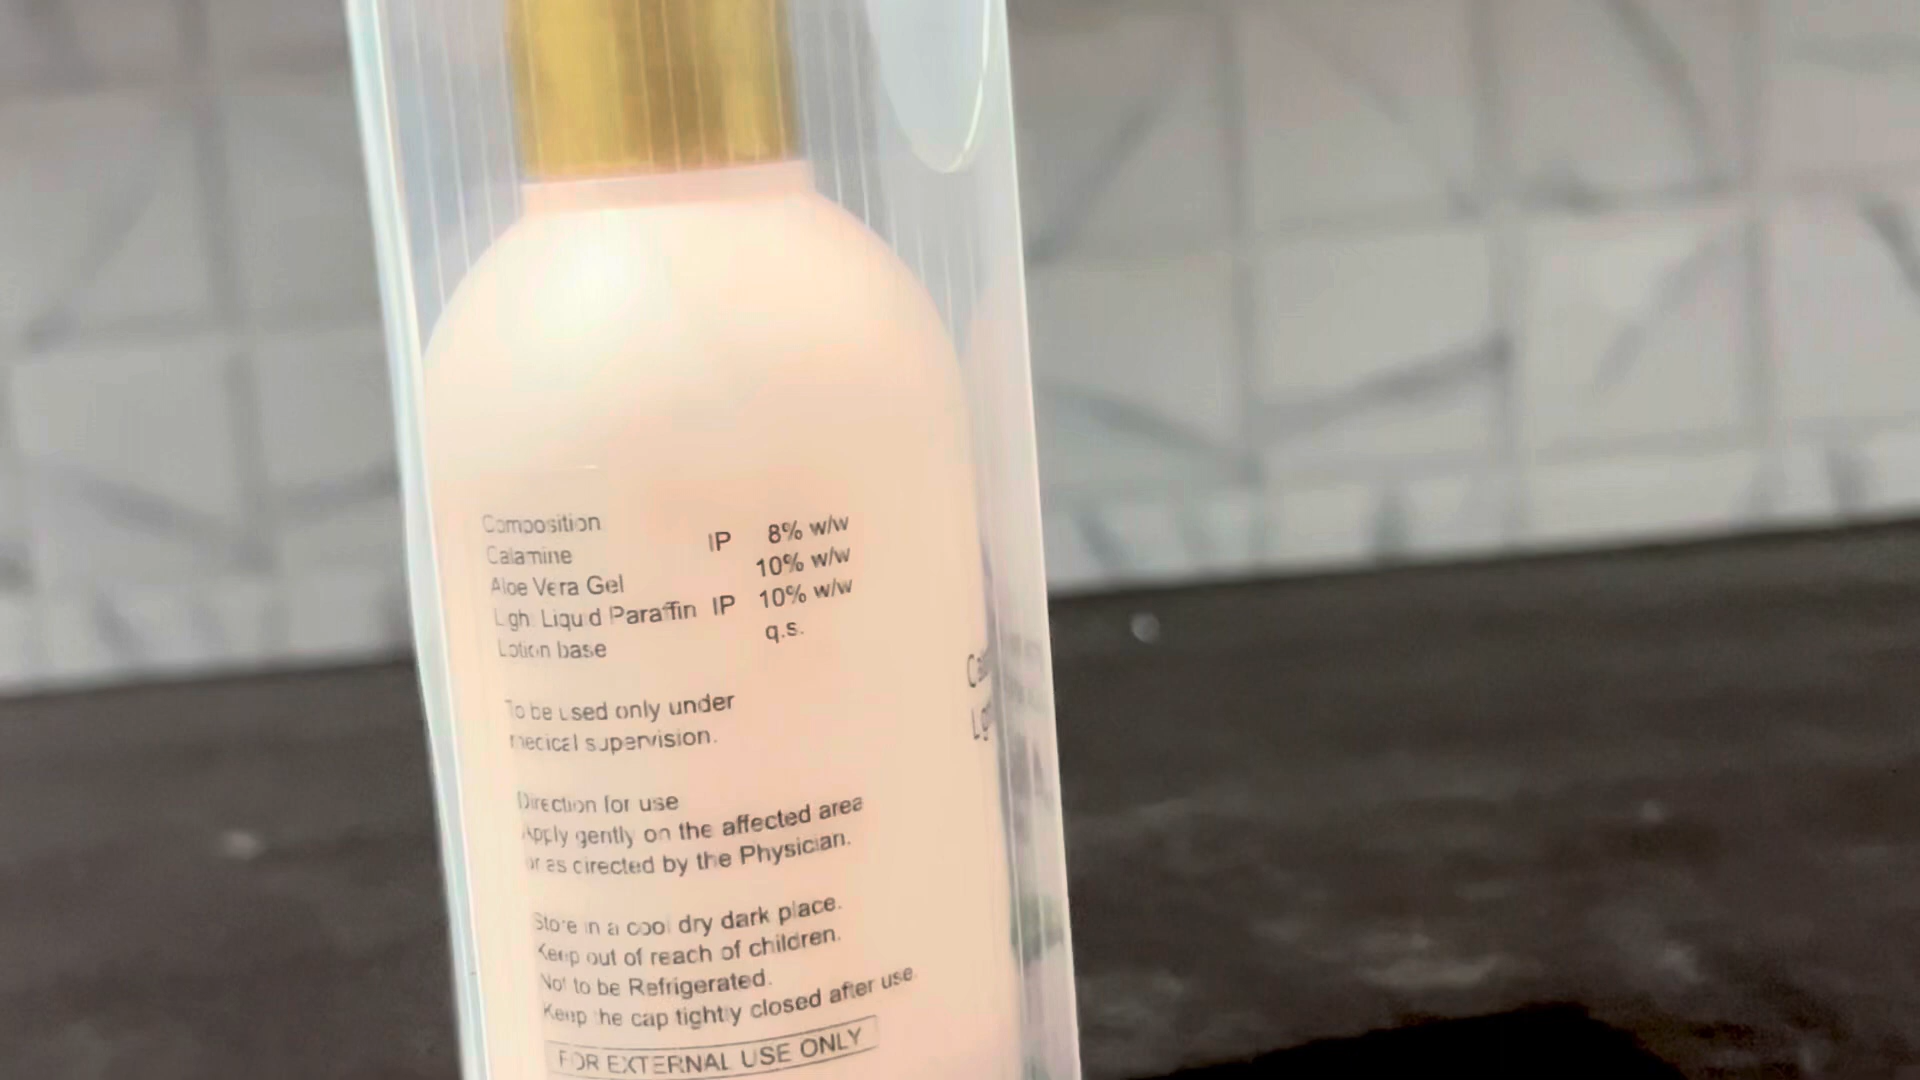 Composition
Calamine IP 8% w/w
Aloe Vera Gel 10% w/w
Light Liquid Paraffin IP 10% w/w
Lotion base q.s.
To be used only under
medical supervision.
Direction for use
Apply gently on the affected area
or as directed by the Physician.
Store in a cool dry dark place.
Keep out of reach of children.
Not to be Refrigerated.
Keep the cap tightly closed after use.
FOR EXTERNAL USE ONLY